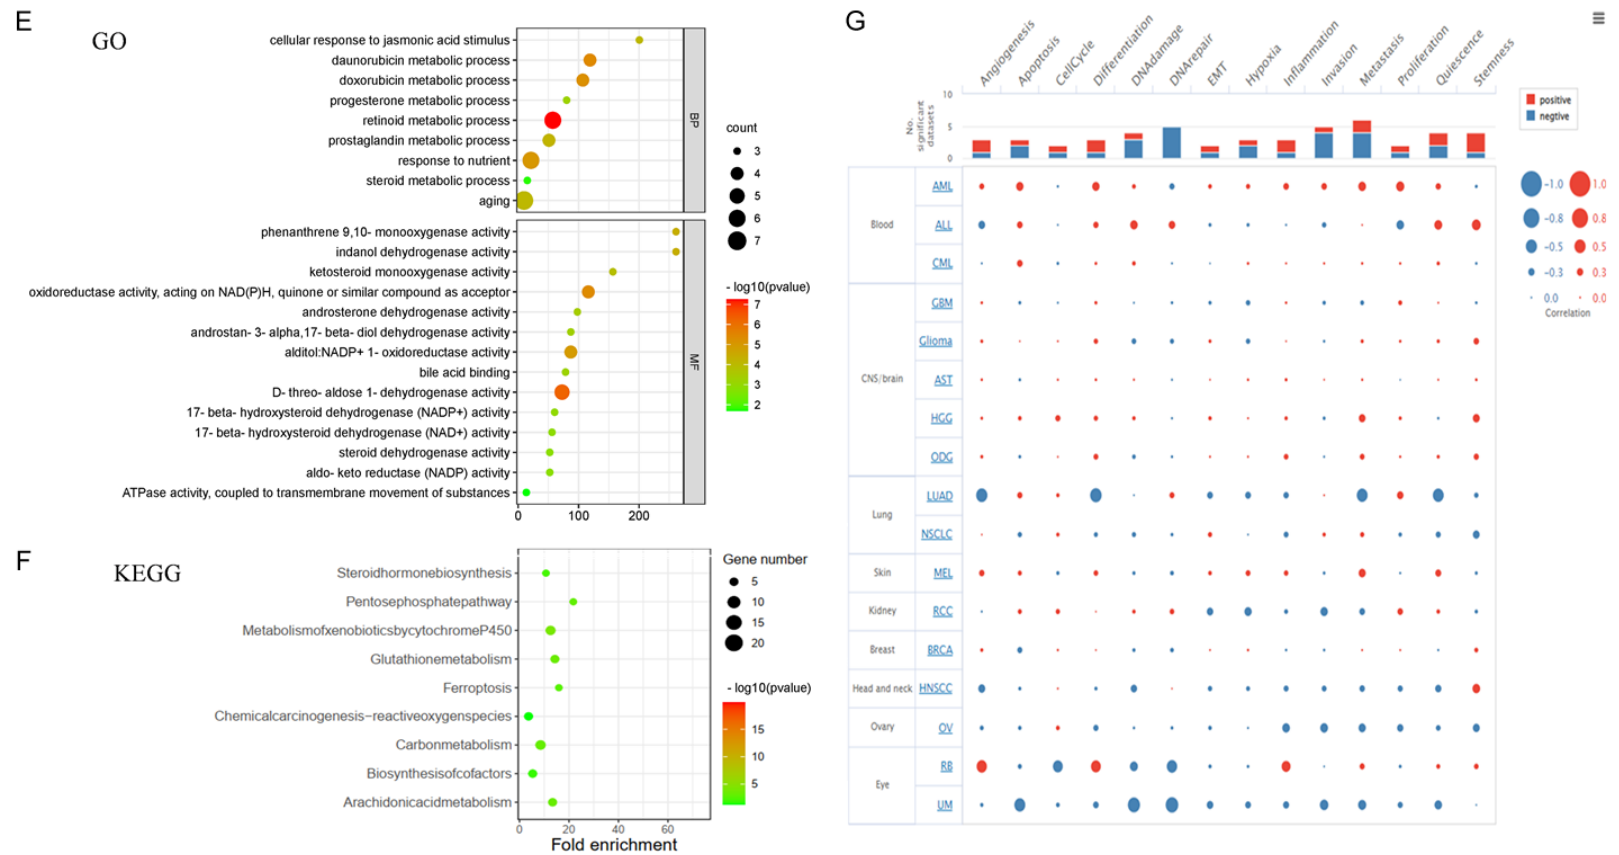 E
GO
cellular response to jasmonic acid stimulus
daunorubicin metabolic process
doxorubicin metabolic process
progesterone metabolic process
retinoid metabolic process
prostaglandin metabolic process
response to nutrient
steroid metabolic process
aging
BP
phenanthrene 9,10- monooxygenase activity
indanol dehydrogenase activity
ketosteroid monooxygenase activity
oxidoreductase activity, acting on NAD(P)H, quinone or similar compound as acceptor
androsterone dehydrogenase activity
androstan- 3- alpha,17- beta- diol dehydrogenase activity
alditol:NADP+ 1- oxidoreductase activity
bile acid binding
D- threo- aldose 1- dehydrogenase activity
17- beta- hydroxysteroid dehydrogenase (NADP+) activity
17- beta- hydroxysteroid dehydrogenase (NAD+) activity
steroid dehydrogenase activity
aldo- keto reductase (NADP) activity
ATPase activity, coupled to transmembrane movement of substances
MF
0 100 200
count
3
4
5
6
7
- log10(pvalue)
7
6
5
4
3
2
F
KEGG
Steroidhormonebiosynthesis
Pentosephosphatepathway
MetabolismofxenobioticsbycytochromeP450
Glutathionemetabolism
Ferroptosis
Chemicalcarcinogenesis−reactiveoxygenspecies
Carbonmetabolism
Biosynthesisofcofactors
Arachidonicacidmetabolism
0 20 40 60
Fold enrichment
Gene number
5
10
15
20
- log10(pvalue)
15
10
5
G
Angiogenesis
Apoptosis
CellCycle
Differentiation
DNAdamage
DNArepair
EMT
Hypoxia
Inflammation
Invasion
Metastasis
Proliferation
Quiescence
Stemness
No.
significant
datasets
10
5
0
positive
negtive
−1.0 1.0
−0.8 0.8
−0.5 0.5
−0.3 0.3
0.0 0.0
Correlation
Blood
AML
ALL
CML
CNS/brain
GBM
Glioma
AST
HGG
ODG
Lung
LUAD
NSCLC
Skin
MEL
Kidney
RCC
Breast
BRCA
Head and neck
HNSCC
Ovary
OV
Eye
RB
UM